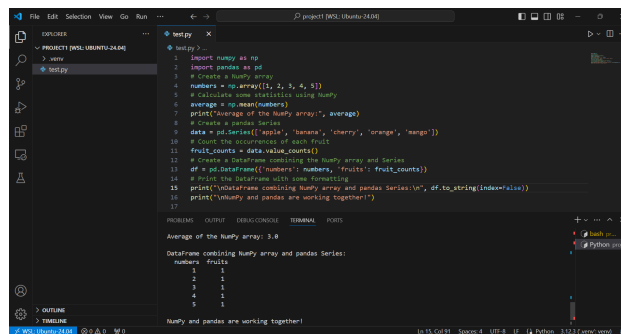 File Edit Selection View Go Run ...
project1 [WSL: Ubuntu-24.04]
EXPLORER
PROJECT1 [WSL: UBUNTU-24.04]
.venv
test.py
OUTLINE
TIMELINE
test.py
test.py > ...
1 import numpy as np
2 import pandas as pd
3 # Create a NumPy array
4 numbers = np.array([1, 2, 3, 4, 5])
5 # Calculate some statistics using NumPy
6 average = np.mean(numbers)
7 print("Average of the NumPy array:", average)
8 # Create a pandas Series
9 data = pd.Series(['apple', 'banana', 'cherry', 'orange', 'mango'])
10 # Count the occurrences of each fruit
11 fruit_counts = data.value_counts()
12 # Create a DataFrame combining the NumPy array and Series
13 df = pd.DataFrame({'numbers': numbers, 'fruits': fruit_counts})
14 # Print the DataFrame with some formatting
15 print("\nDataFrame combining NumPy array and pandas Series:\n", df.to_string(index=False))
16 print("\nNumPy and pandas are working together!")
17
PROBLEMS OUTPUT DEBUG CONSOLE TERMINAL PORTS
Average of the NumPy array: 3.0
DataFrame combining NumPy array and pandas Series:
numbers fruits
1 1
2 1
3 1
4 1
5 1
NumPy and pandas are working together!
bash
Python
WSL: Ubuntu-24.04 0 0 0
Ln 15, Col 91 Spaces: 4 UTF-8 LF Python 3.12.3 ('.venv': venv)